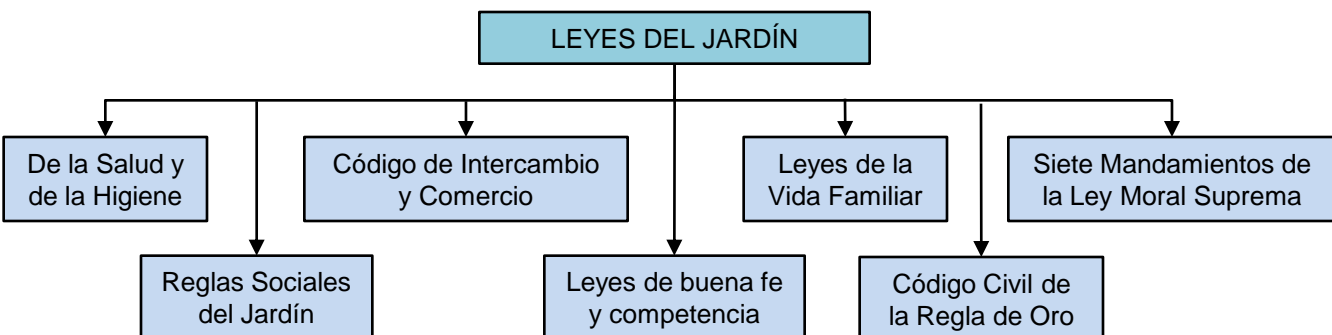 LEYES DEL JARDÍN
De la Salud y
de la Higiene
Código de Intercambio
y Comercio
Leyes de la
Vida Familiar
Siete Mandamientos de
la Ley Moral Suprema
Reglas Sociales
del Jardín
Leyes de buena fe
y competencia
Código Civil de
la Regla de Oro